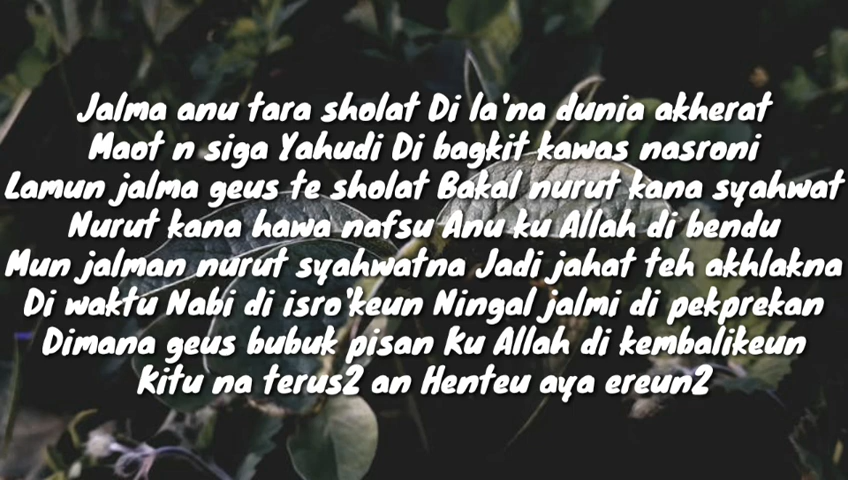 Jalma anu tara sholat Di la'na dunia akherat
Maot n siga Yahudi Di bagkit kawas nasroni
Lamun jalma geus te sholat Bakal nurut kana syahwat
Nurut kana hawa nafsu Anu ku Allah di bendu
Mun jalman nurut syahwatna Jadi jahat teh akhlakna
Di waktu Nabi di isro'keun Ningal jalmi di pekprekan
Dimana geus bubuk pisan Ku Allah di kembalikeun
Kitu na terus2 an Henteu aya ereun2